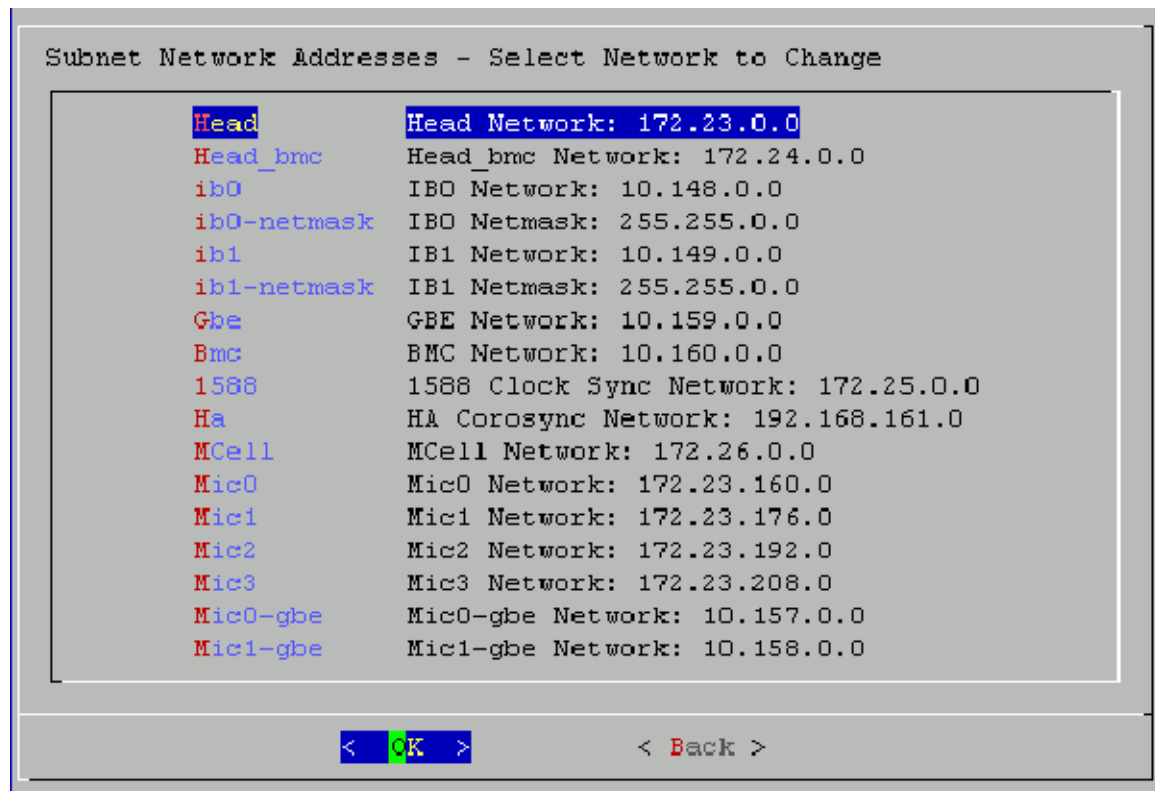 Subnet Network Addresses - Select Network to Change
Head Head Network: 172.23.0.0
Head_bmc Head_bmc Network: 172.24.0.0
ib0 IB0 Network: 10.148.0.0
ib0-netmask IB0 Netmask: 255.255.0.0
ib1 IB1 Network: 10.149.0.0
ib1-netmask IB1 Netmask: 255.255.0.0
Gbe GBE Network: 10.159.0.0
Bmc BMC Network: 10.160.0.0
1588 1588 Clock Sync Network: 172.25.0.0
Ha HA Corosync Network: 192.168.161.0
MCell MCell Network: 172.26.0.0
Mic0 Mic0 Network: 172.23.160.0
Mic1 Mic1 Network: 172.23.176.0
Mic2 Mic2 Network: 172.23.192.0
Mic3 Mic3 Network: 172.23.208.0
Mic0-gbe Mic0-gbe Network: 10.157.0.0
Mic1-gbe Mic1-gbe Network: 10.158.0.0
< OK > < Back >